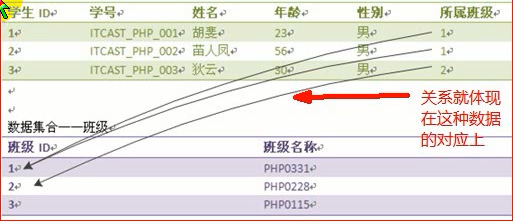 学生 ID 学号 姓名 年龄 性别 所属班级
1 ITCAST_PHP_001 胡斐 23 男 1
2 ITCAST_PHP_002 苗人凤 56 男 1
3 ITCAST_PHP_003 狄云 30 男 2
关系就体现
在这种数据
的对应上
数据集合——班级
班级 ID 班级名称
1 PHP0331
2 PHP0228
3 PHP0115